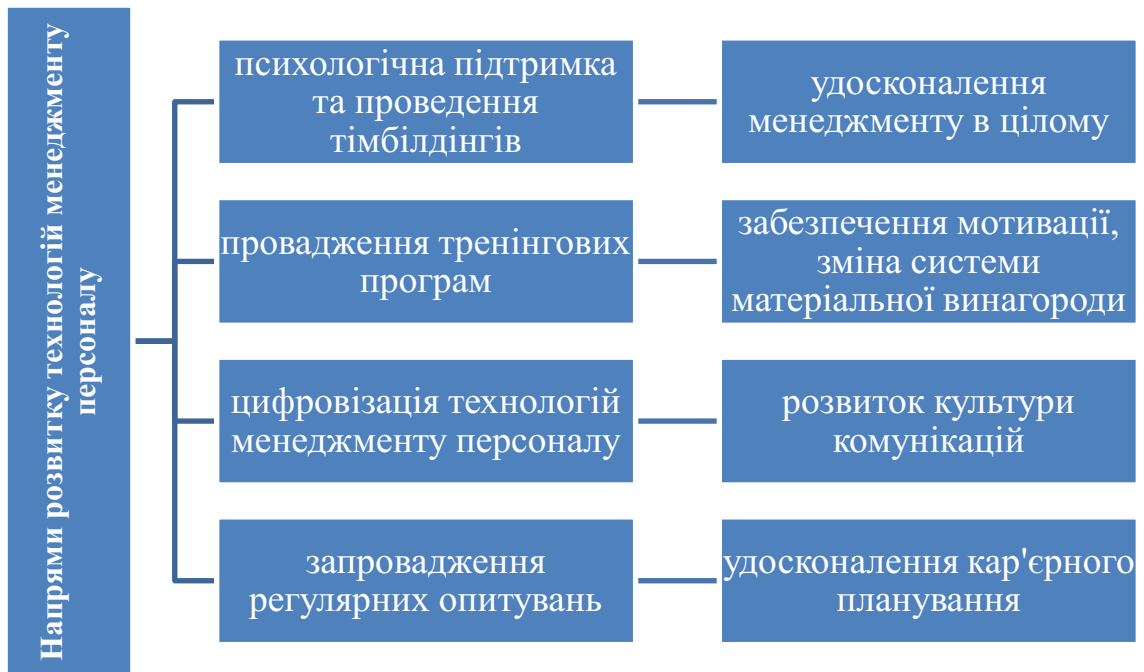 Напрями розвитку технологій менеджменту
персоналу
психологічна підтримка
та проведення
тімбілдінгів
удосконалення
менеджменту в цілому
провадження тренінгових
програм
забезпечення мотивації,
зміна системи
матеріальної винагороди
цифровізація технологій
менеджменту персоналу
розвиток культури
комунікацій
запровадження
регулярних опитувань
удосконалення кар'єрного
планування